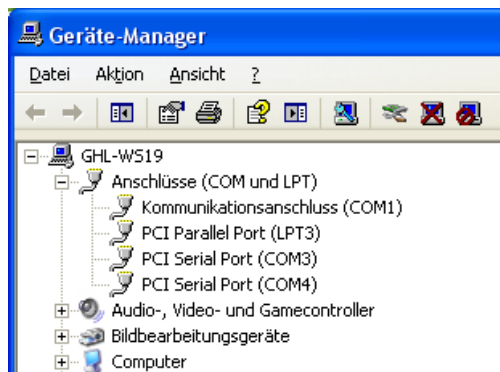 Geräte-Manager
Datei Aktion Ansicht ?
GHL-WS19
Anschlüsse (COM und LPT)
Kommunikationsanschluss (COM1)
PCI Parallel Port (LPT3)
PCI Serial Port (COM3)
PCI Serial Port (COM4)
Audio-, Video- und Gamecontroller
Bildbearbeitungsgeräte
Computer